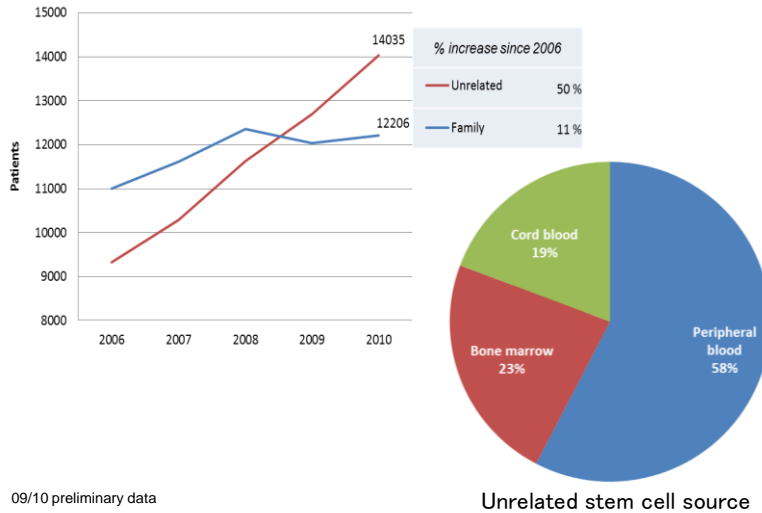 15000
14000
13000
12000
11000
10000
9000
8000
Patients
2006 2007 2008 2009 2010
14035
12206
% increase since 2006
Unrelated 50 %
Family 11 %
Cord blood
19%
Bone marrow
23%
Peripheral
blood
58%
09/10 preliminary data
Unrelated stem cell source